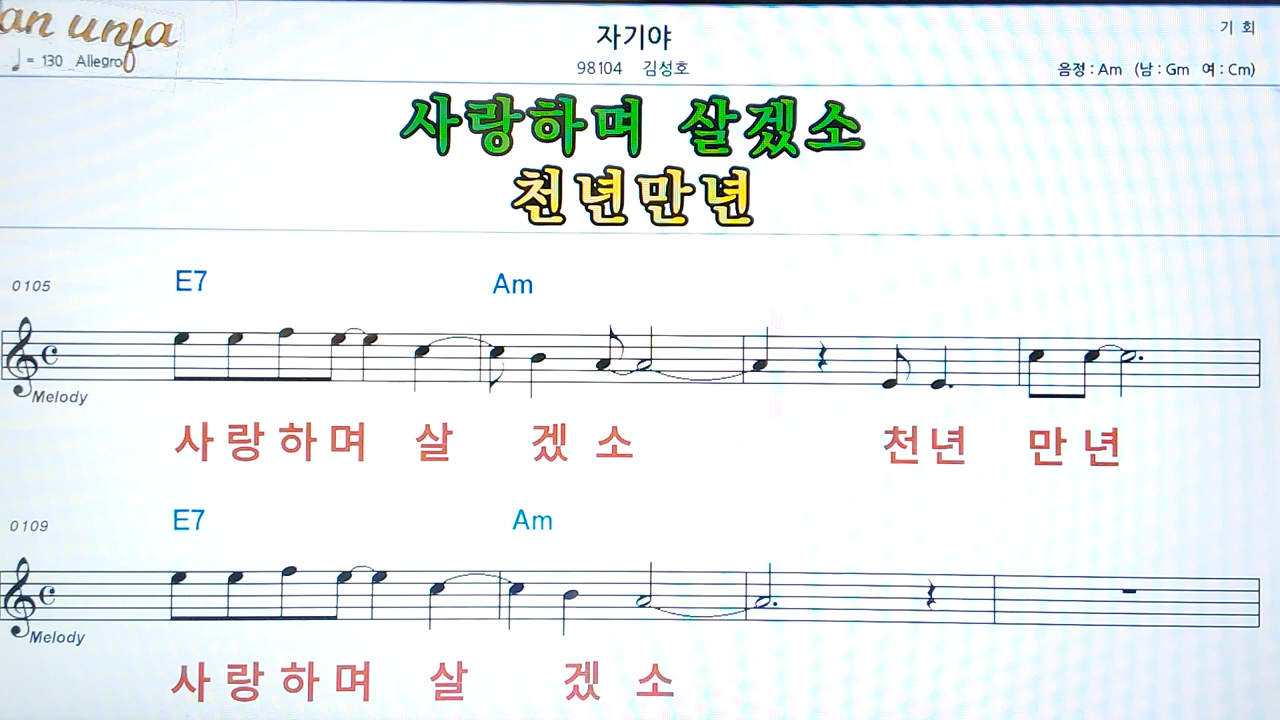 an unfa
기 회
자기야
♩ = 130 Allegro
98104 김성호
음정 : Am (남 : Gm 여 : Cm)
사랑하며 살겠소
천년만년
E7 Am
0105
Melody
사 랑 하 며 살 겠 소 천 년 만 년
E7 Am
0109
Melody
사 랑 하 며 살 겠 소